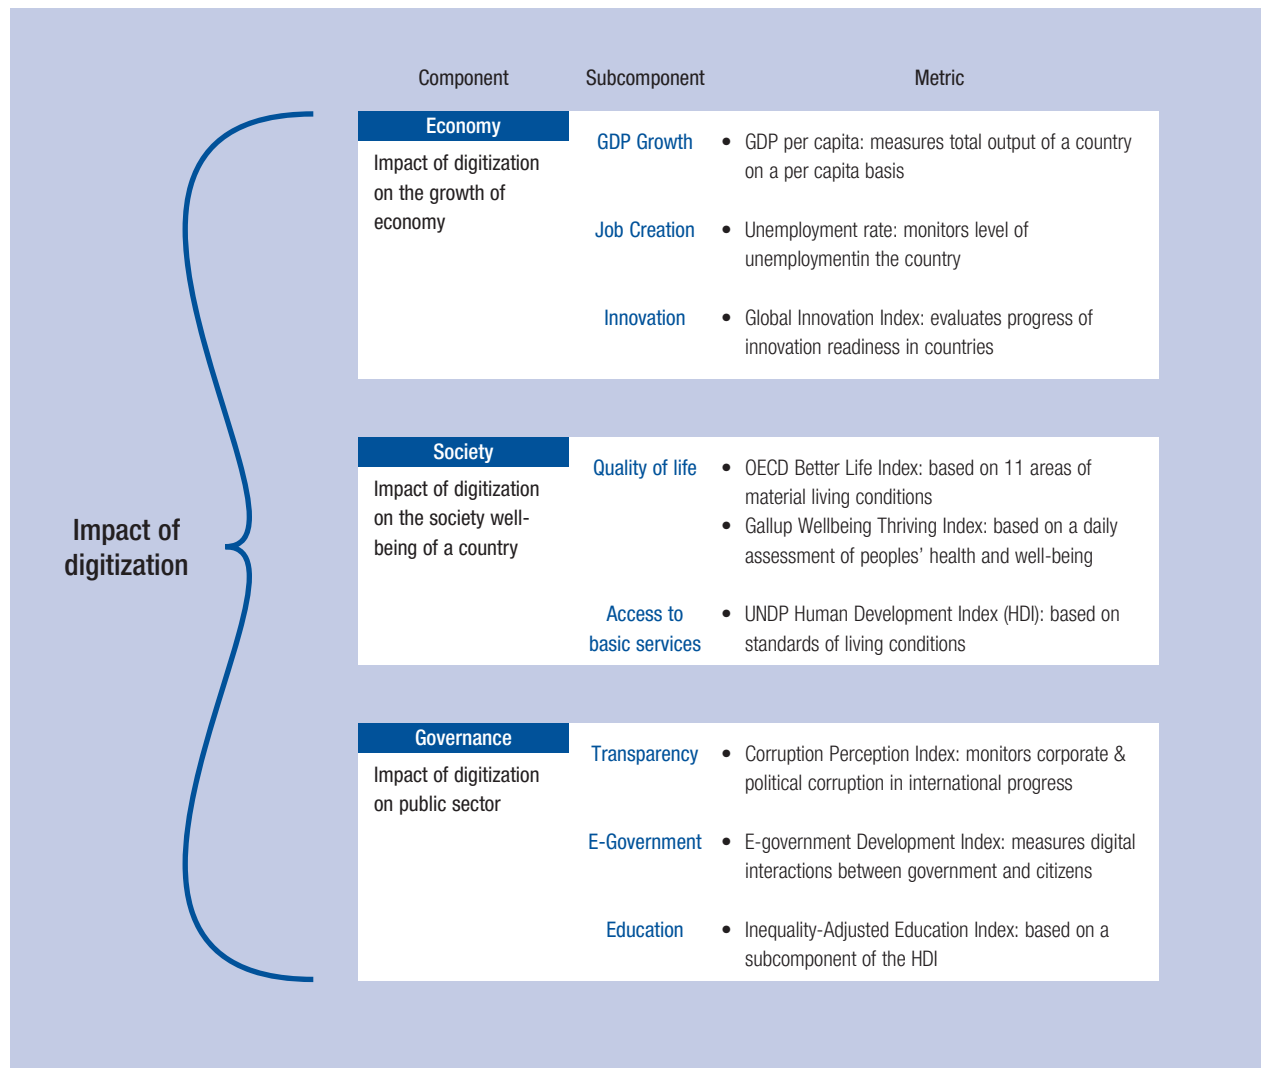 Component Subcomponent Metric
Economy
Impact of digitization
on the growth of
economy
GDP Growth
• GDP per capita: measures total output of a country
on a per capita basis
Job Creation
• Unemployment rate: monitors level of
unemploymentin the country
Innovation
• Global Innovation Index: evaluates progress of
innovation readiness in countries
Impact of
digitization
Society
Impact of digitization
on the society well-
being of a country
Quality of life
• OECD Better Life Index: based on 11 areas of
material living conditions
• Gallup Wellbeing Thriving Index: based on a daily
assessment of peoples’ health and well-being
Access to
basic services
• UNDP Human Development Index (HDI): based on
standards of living conditions
Governance
Impact of digitization
on public sector
Transparency
• Corruption Perception Index: monitors corporate &
political corruption in international progress
E-Government
• E-government Development Index: measures digital
interactions between government and citizens
Education
• Inequality-Adjusted Education Index: based on a
subcomponent of the HDI